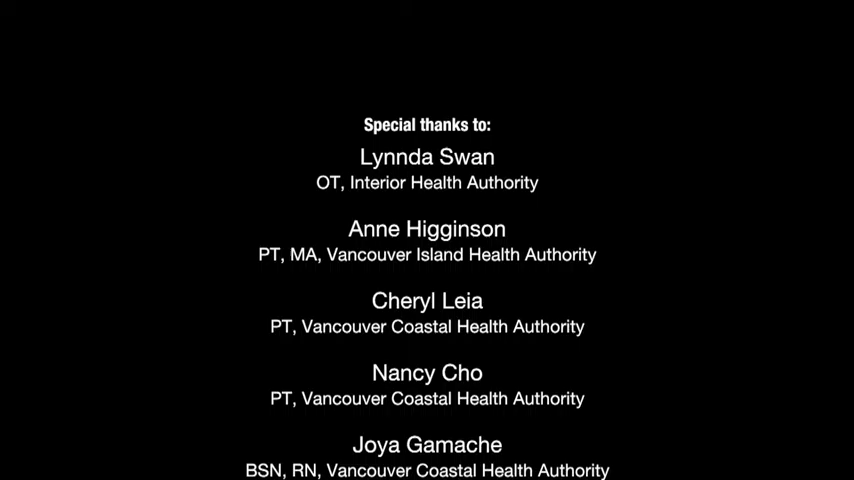 Special thanks to:
Lynnda Swan
OT, Interior Health Authority
Anne Higginson
PT, MA, Vancouver Island Health Authority
Cheryl Leia
PT, Vancouver Coastal Health Authority
Nancy Cho
PT, Vancouver Coastal Health Authority
Joya Gamache
BSN, RN, Vancouver Coastal Health Authority